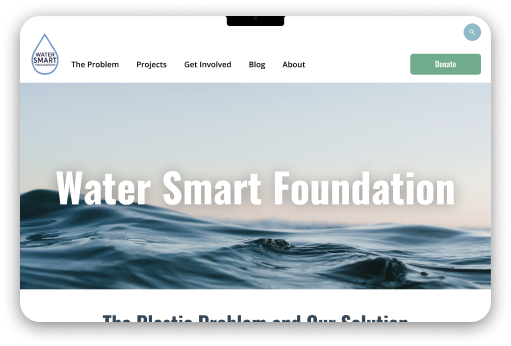 WATER
SMART
FOUNDATION
The Problem
Projects
Get Involved
Blog
About
Donate
Water Smart Foundation
The Plastic Problem and Our Solution